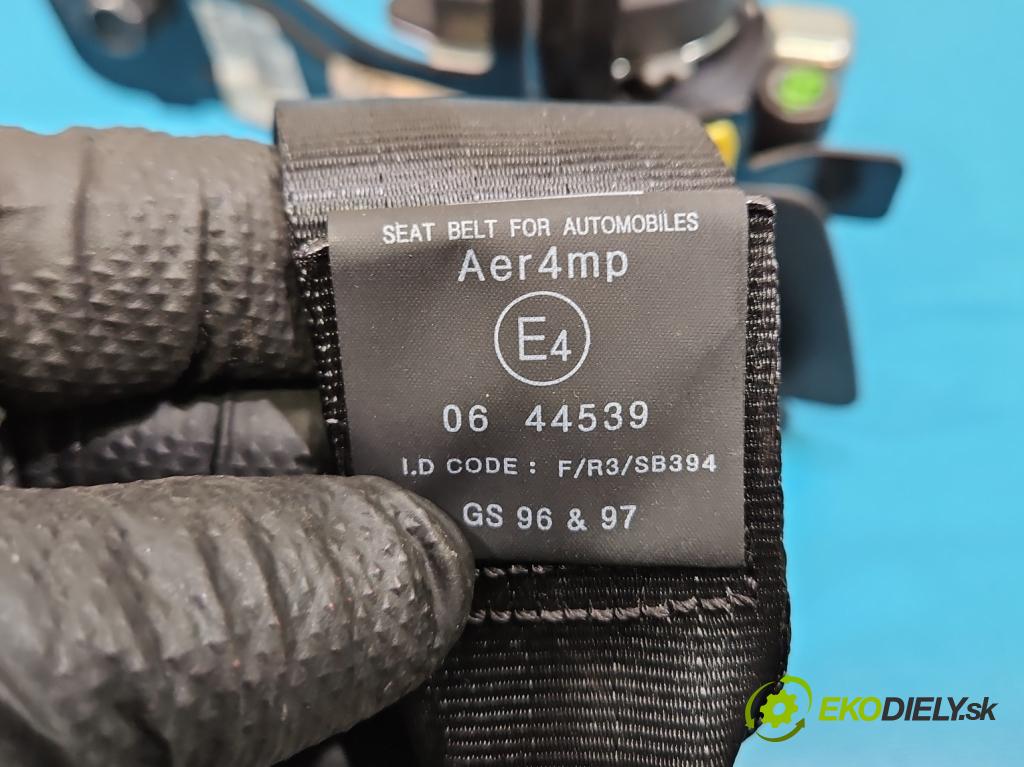 SEAT BELT FOR AUTOMOBILES
Aer4mp
E4
06 44539
I.D CODE : F/R3/SB394
GS 96 & 97
EKODIELY.sk